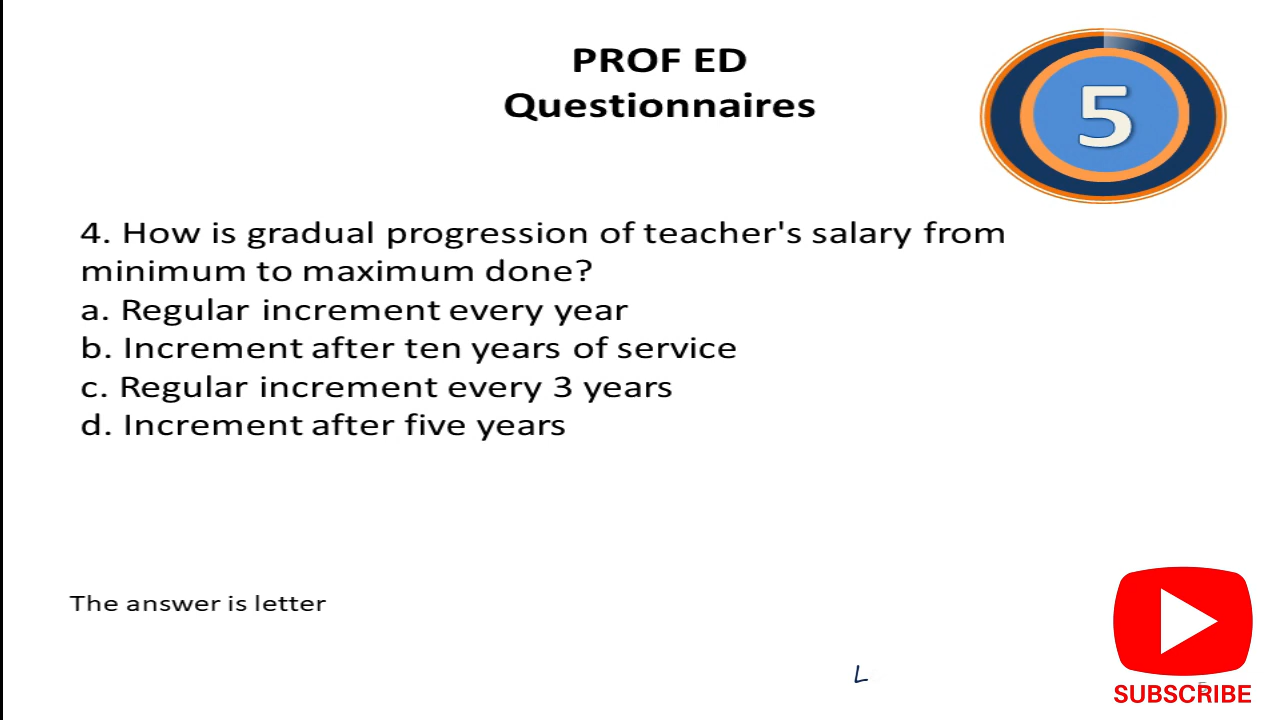 PROF ED
Questionnaires
5
4. How is gradual progression of teacher's salary from
minimum to maximum done?
a. Regular increment every year
b. Increment after ten years of service
c. Regular increment every 3 years
d. Increment after five years
The answer is letter
L
SUBSCRIBE